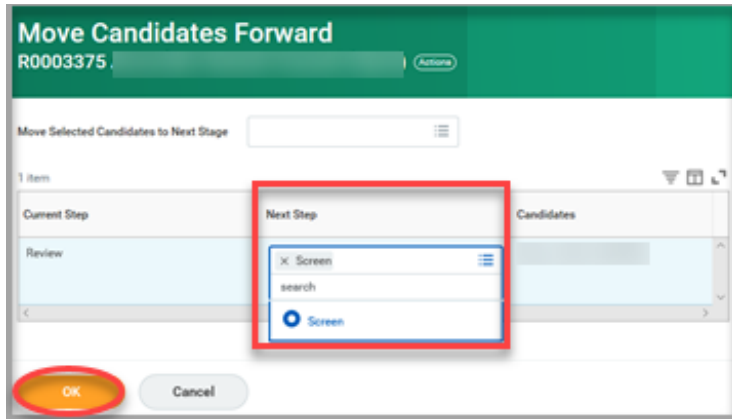 Move Candidates Forward
R0003375
Actions
Move Selected Candidates to Next Stage
1 item
Current Step Next Step Candidates
Review
× Screen
search
Screen
OK Cancel